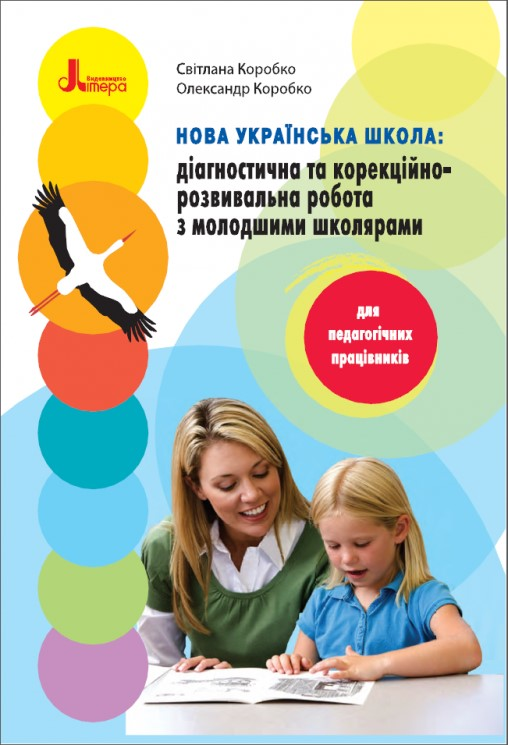 Видавництво
Літера
Світлана Коробко
Олександр Коробко
НОВА УКРАЇНСЬКА ШКОЛА:
діагностична та корекційно-
розвивальна робота
з молодшими школярами
для
педагогічних
працівників